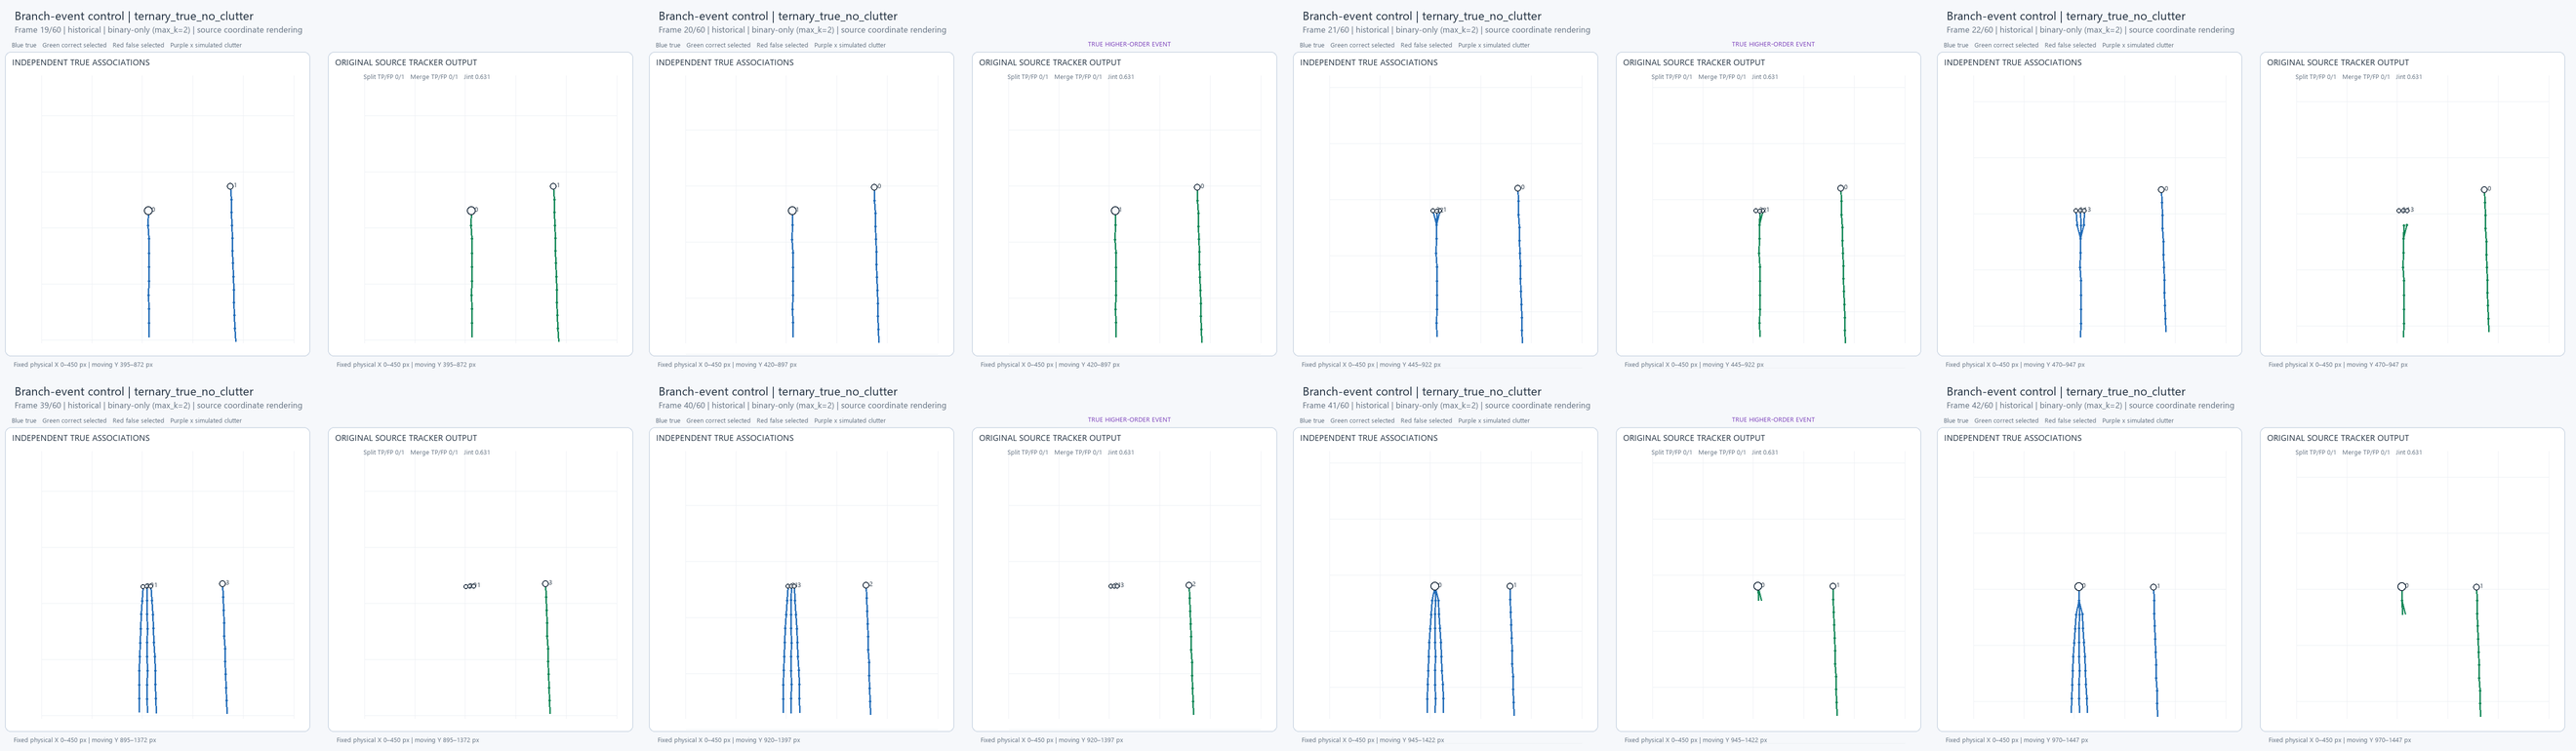 Branch-event control | ternary_true_no_clutter
Frame 19/60 | historical | binary-only (max_k=2) | source coordinate rendering
Blue true Green correct selected Red false selected Purple x simulated clutter
INDEPENDENT TRUE ASSOCIATIONS
0
1
Fixed physical X 0–450 px | moving Y 395–872 px
ORIGINAL SOURCE TRACKER OUTPUT
Split TP/FP 0/1 Merge TP/FP 0/1 Jint 0.631
0
1
Fixed physical X 0–450 px | moving Y 395–872 px
Branch-event control | ternary_true_no_clutter
Frame 20/60 | historical | binary-only (max_k=2) | source coordinate rendering
Blue true Green correct selected Red false selected Purple x simulated clutter
TRUE HIGHER-ORDER EVENT
INDEPENDENT TRUE ASSOCIATIONS
1
0
Fixed physical X 0–450 px | moving Y 420–897 px
ORIGINAL SOURCE TRACKER OUTPUT
Split TP/FP 0/1 Merge TP/FP 0/1 Jint 0.631
1
0
Fixed physical X 0–450 px | moving Y 420–897 px
Branch-event control | ternary_true_no_clutter
Frame 21/60 | historical | binary-only (max_k=2) | source coordinate rendering
Blue true Green correct selected Red false selected Purple x simulated clutter
TRUE HIGHER-ORDER EVENT
INDEPENDENT TRUE ASSOCIATIONS
0
Fixed physical X 0–450 px | moving Y 445–922 px
ORIGINAL SOURCE TRACKER OUTPUT
Split TP/FP 0/1 Merge TP/FP 0/1 Jint 0.631
0
Fixed physical X 0–450 px | moving Y 445–922 px
Branch-event control | ternary_true_no_clutter
Frame 22/60 | historical | binary-only (max_k=2) | source coordinate rendering
Blue true Green correct selected Red false selected Purple x simulated clutter
INDEPENDENT TRUE ASSOCIATIONS
0
Fixed physical X 0–450 px | moving Y 470–947 px
ORIGINAL SOURCE TRACKER OUTPUT
Split TP/FP 0/1 Merge TP/FP 0/1 Jint 0.631
0
Fixed physical X 0–450 px | moving Y 470–947 px
Branch-event control | ternary_true_no_clutter
Frame 39/60 | historical | binary-only (max_k=2) | source coordinate rendering
Blue true Green correct selected Red false selected Purple x simulated clutter
INDEPENDENT TRUE ASSOCIATIONS
3
Fixed physical X 0–450 px | moving Y 895–1372 px
ORIGINAL SOURCE TRACKER OUTPUT
Split TP/FP 0/1 Merge TP/FP 0/1 Jint 0.631
3
Fixed physical X 0–450 px | moving Y 895–1372 px
Branch-event control | ternary_true_no_clutter
Frame 40/60 | historical | binary-only (max_k=2) | source coordinate rendering
Blue true Green correct selected Red false selected Purple x simulated clutter
TRUE HIGHER-ORDER EVENT
INDEPENDENT TRUE ASSOCIATIONS
2
Fixed physical X 0–450 px | moving Y 920–1397 px
ORIGINAL SOURCE TRACKER OUTPUT
Split TP/FP 0/1 Merge TP/FP 0/1 Jint 0.631
2
Fixed physical X 0–450 px | moving Y 920–1397 px
Branch-event control | ternary_true_no_clutter
Frame 41/60 | historical | binary-only (max_k=2) | source coordinate rendering
Blue true Green correct selected Red false selected Purple x simulated clutter
TRUE HIGHER-ORDER EVENT
INDEPENDENT TRUE ASSOCIATIONS
0
1
Fixed physical X 0–450 px | moving Y 945–1422 px
ORIGINAL SOURCE TRACKER OUTPUT
Split TP/FP 0/1 Merge TP/FP 0/1 Jint 0.631
0
1
Fixed physical X 0–450 px | moving Y 945–1422 px
Branch-event control | ternary_true_no_clutter
Frame 42/60 | historical | binary-only (max_k=2) | source coordinate rendering
Blue true Green correct selected Red false selected Purple x simulated clutter
INDEPENDENT TRUE ASSOCIATIONS
0
1
Fixed physical X 0–450 px | moving Y 970–1447 px
ORIGINAL SOURCE TRACKER OUTPUT
Split TP/FP 0/1 Merge TP/FP 0/1 Jint 0.631
0
1
Fixed physical X 0–450 px | moving Y 970–1447 px